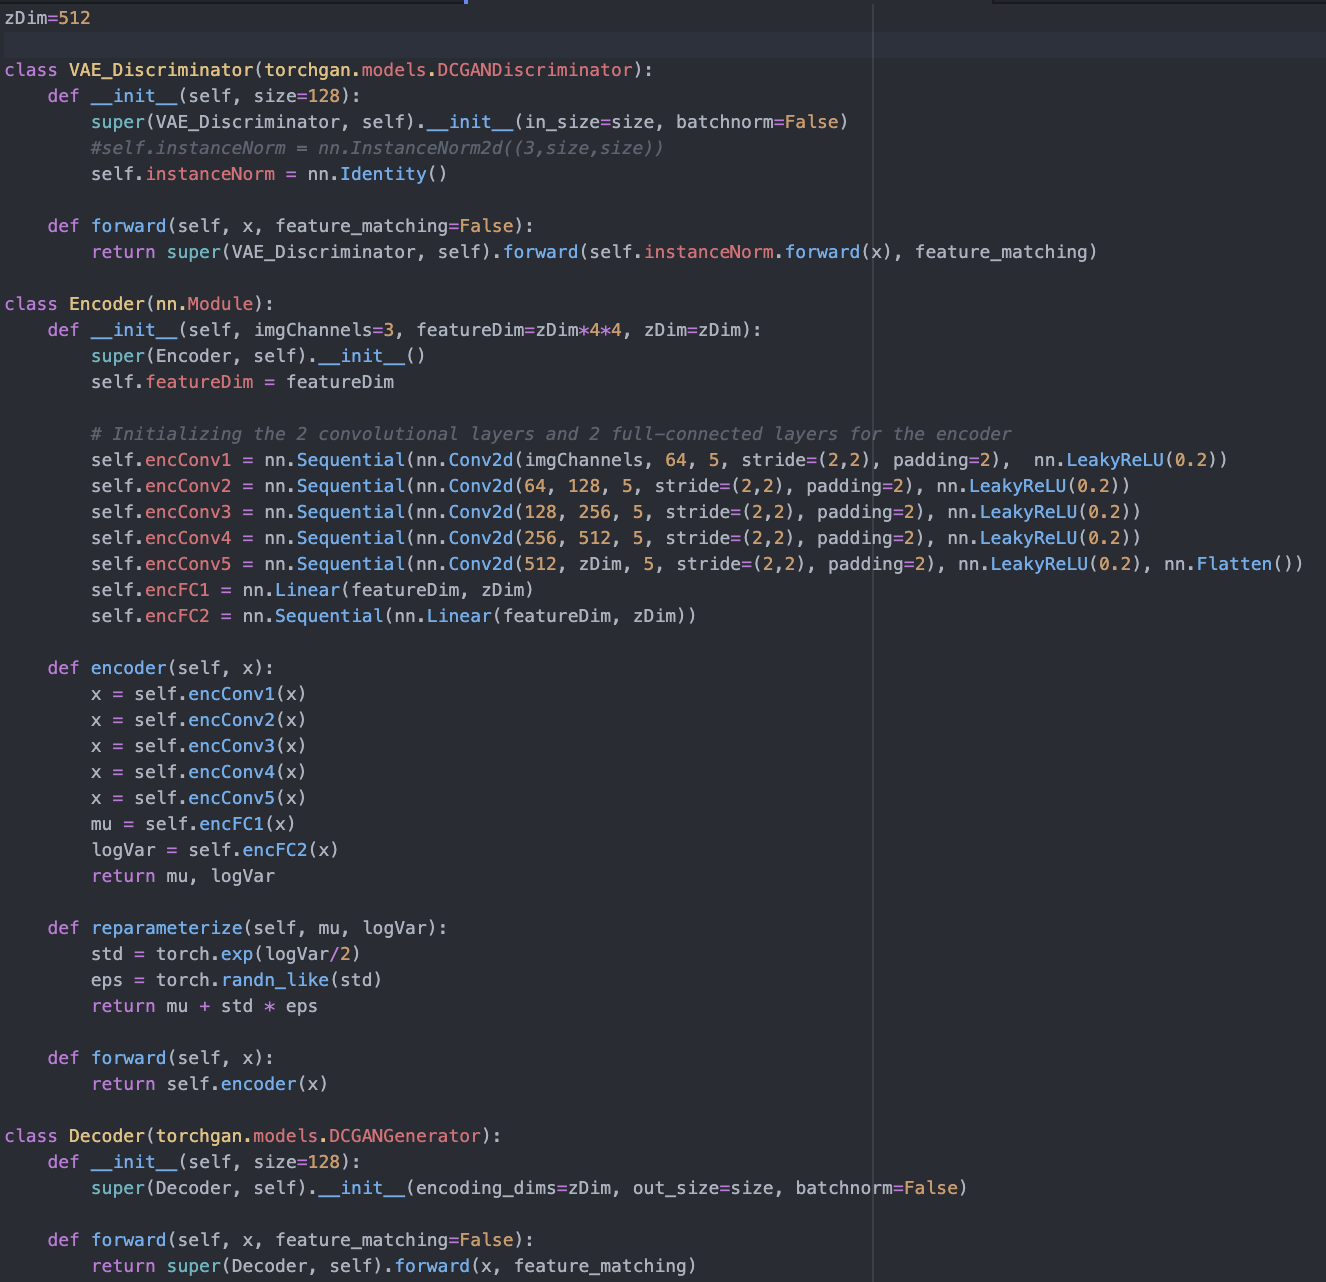 zDim=512

class VAE_Discriminator(torchgan.models.DCGANDiscriminator):
    def __init__(self, size=128):
        super(VAE_Discriminator, self).__init__(in_size=size, batchnorm=False)
        #self.instanceNorm = nn.InstanceNorm2d((3,size,size))
        self.instanceNorm = nn.Identity()

    def forward(self, x, feature_matching=False):
        return super(VAE_Discriminator, self).forward(self.instanceNorm.forward(x), feature_matching)

class Encoder(nn.Module):
    def __init__(self, imgChannels=3, featureDim=zDim*4*4, zDim=zDim):
        super(Encoder, self).__init__()
        self.featureDim = featureDim

        # Initializing the 2 convolutional layers and 2 full-connected layers for the encoder
        self.encConv1 = nn.Sequential(nn.Conv2d(imgChannels, 64, 5, stride=(2,2), padding=2),  nn.LeakyReLU(0.2))
        self.encConv2 = nn.Sequential(nn.Conv2d(64, 128, 5, stride=(2,2), padding=2), nn.LeakyReLU(0.2))
        self.encConv3 = nn.Sequential(nn.Conv2d(128, 256, 5, stride=(2,2), padding=2), nn.LeakyReLU(0.2))
        self.encConv4 = nn.Sequential(nn.Conv2d(256, 512, 5, stride=(2,2), padding=2), nn.LeakyReLU(0.2))
        self.encConv5 = nn.Sequential(nn.Conv2d(512, zDim, 5, stride=(2,2), padding=2), nn.LeakyReLU(0.2), nn.Flatten())
        self.encFC1 = nn.Linear(featureDim, zDim)
        self.encFC2 = nn.Sequential(nn.Linear(featureDim, zDim))

    def encoder(self, x):
        x = self.encConv1(x)
        x = self.encConv2(x)
        x = self.encConv3(x)
        x = self.encConv4(x)
        x = self.encConv5(x)
        mu = self.encFC1(x)
        logVar = self.encFC2(x)
        return mu, logVar

    def reparameterize(self, mu, logVar):
        std = torch.exp(logVar/2)
        eps = torch.randn_like(std)
        return mu + std * eps

    def forward(self, x):
        return self.encoder(x)

class Decoder(torchgan.models.DCGANGenerator):
    def __init__(self, size=128):
        super(Decoder, self).__init__(encoding_dims=zDim, out_size=size, batchnorm=False)

    def forward(self, x, feature_matching=False):
        return super(Decoder, self).forward(x, feature_matching)